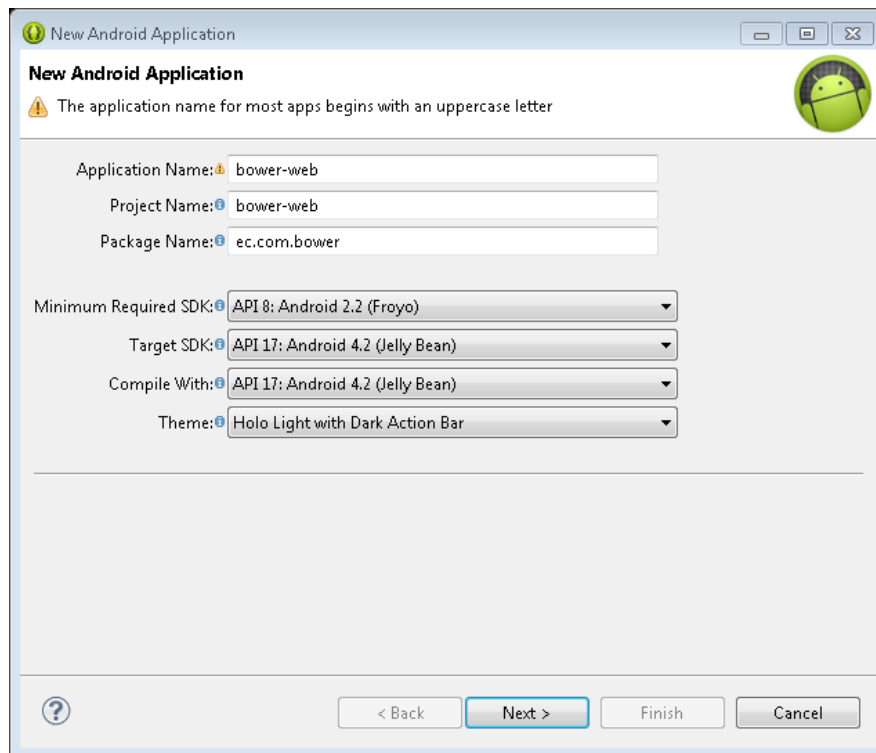 New Android Application
New Android Application
The application name for most apps begins with an uppercase letter
Application Name: bower-web
Project Name: bower-web
Package Name: ec.com.bower
Minimum Required SDK: API 8: Android 2.2 (Froyo)
Target SDK: API 17: Android 4.2 (Jelly Bean)
Compile With: API 17: Android 4.2 (Jelly Bean)
Theme: Holo Light with Dark Action Bar
? < Back Next > Finish Cancel